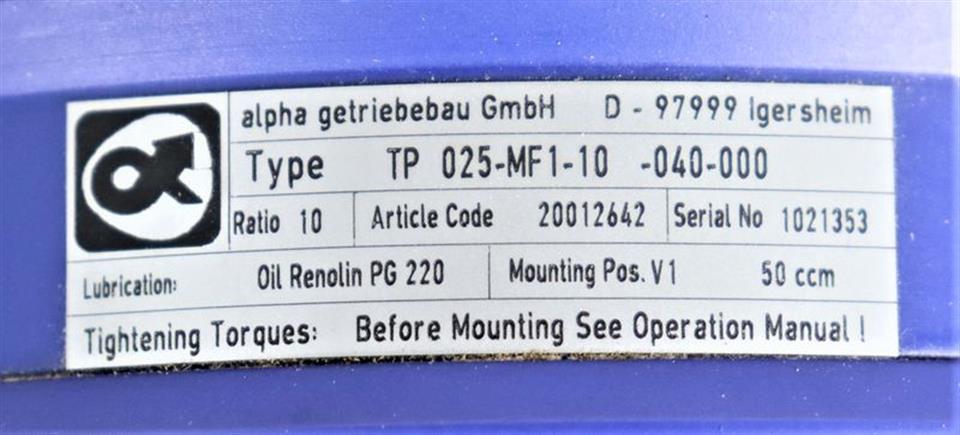 alpha getriebebau GmbH D - 97999 Igersheim
Type TP 025-MF1-10 -040-000
Ratio 10 Article Code 20012642 Serial No 1021353
Lubrication: Oil Renolin PG 220 Mounting Pos. V1 50 ccm
Tightening Torques: Before Mounting See Operation Manual !